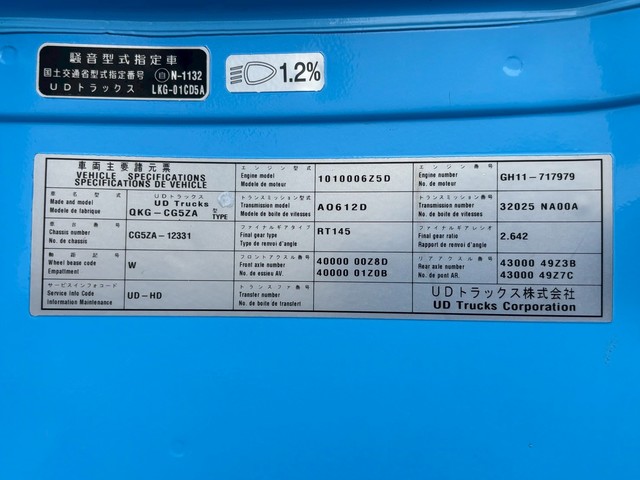 騒音型式指定車
国土交通省型式指定番号 自 N-1132
UDトラックス LKG-01CD5A
1.2%
車両主要諸元票
VEHICLE SPECIFICATIONS
SPECIFICATIONS DE VEHICLE
車名型式
Made and model
Modele de fabrique
UDトラックス
UD Trucks
QKG-CG5ZA 型式 TYPE
車台番号
Chassis number
No. de chassis
CG5ZA-12331
軸距記号
Wheel besse code
Empattment
W
サービスインフォコード
Service Info Code
Information Maintenance
UD-HD
エンジン型式
Engine model
Modele de moteur
1010006Z5D
トランスミッション型式
Transmission model
Modele de boite de vitesses
AO612D
ファイナルギアタイプ
Final gear type
Type de renvoi d'angle
RT145
フロントアクスル番号
Front axle number
No. de essieu AV.
40000 00Z8D
40000 01Z0B
トランスファ番号
Transfer number
No. de boite de transfert
エンジン番号
Engine number
No. de moteur
GH11-717979
トランスミッション番号
Transmission number
No. de boite de vitesses
32025 NA00A
ファイナルギアレシオ
Final gear ratio
Rapport de renvoi d'angle
2.642
リアアクスル番号
Rear axle number
No. de pont AR.
43000 49Z3B
43000 49Z7C
UDトラックス株式会社
UD Trucks Corporation